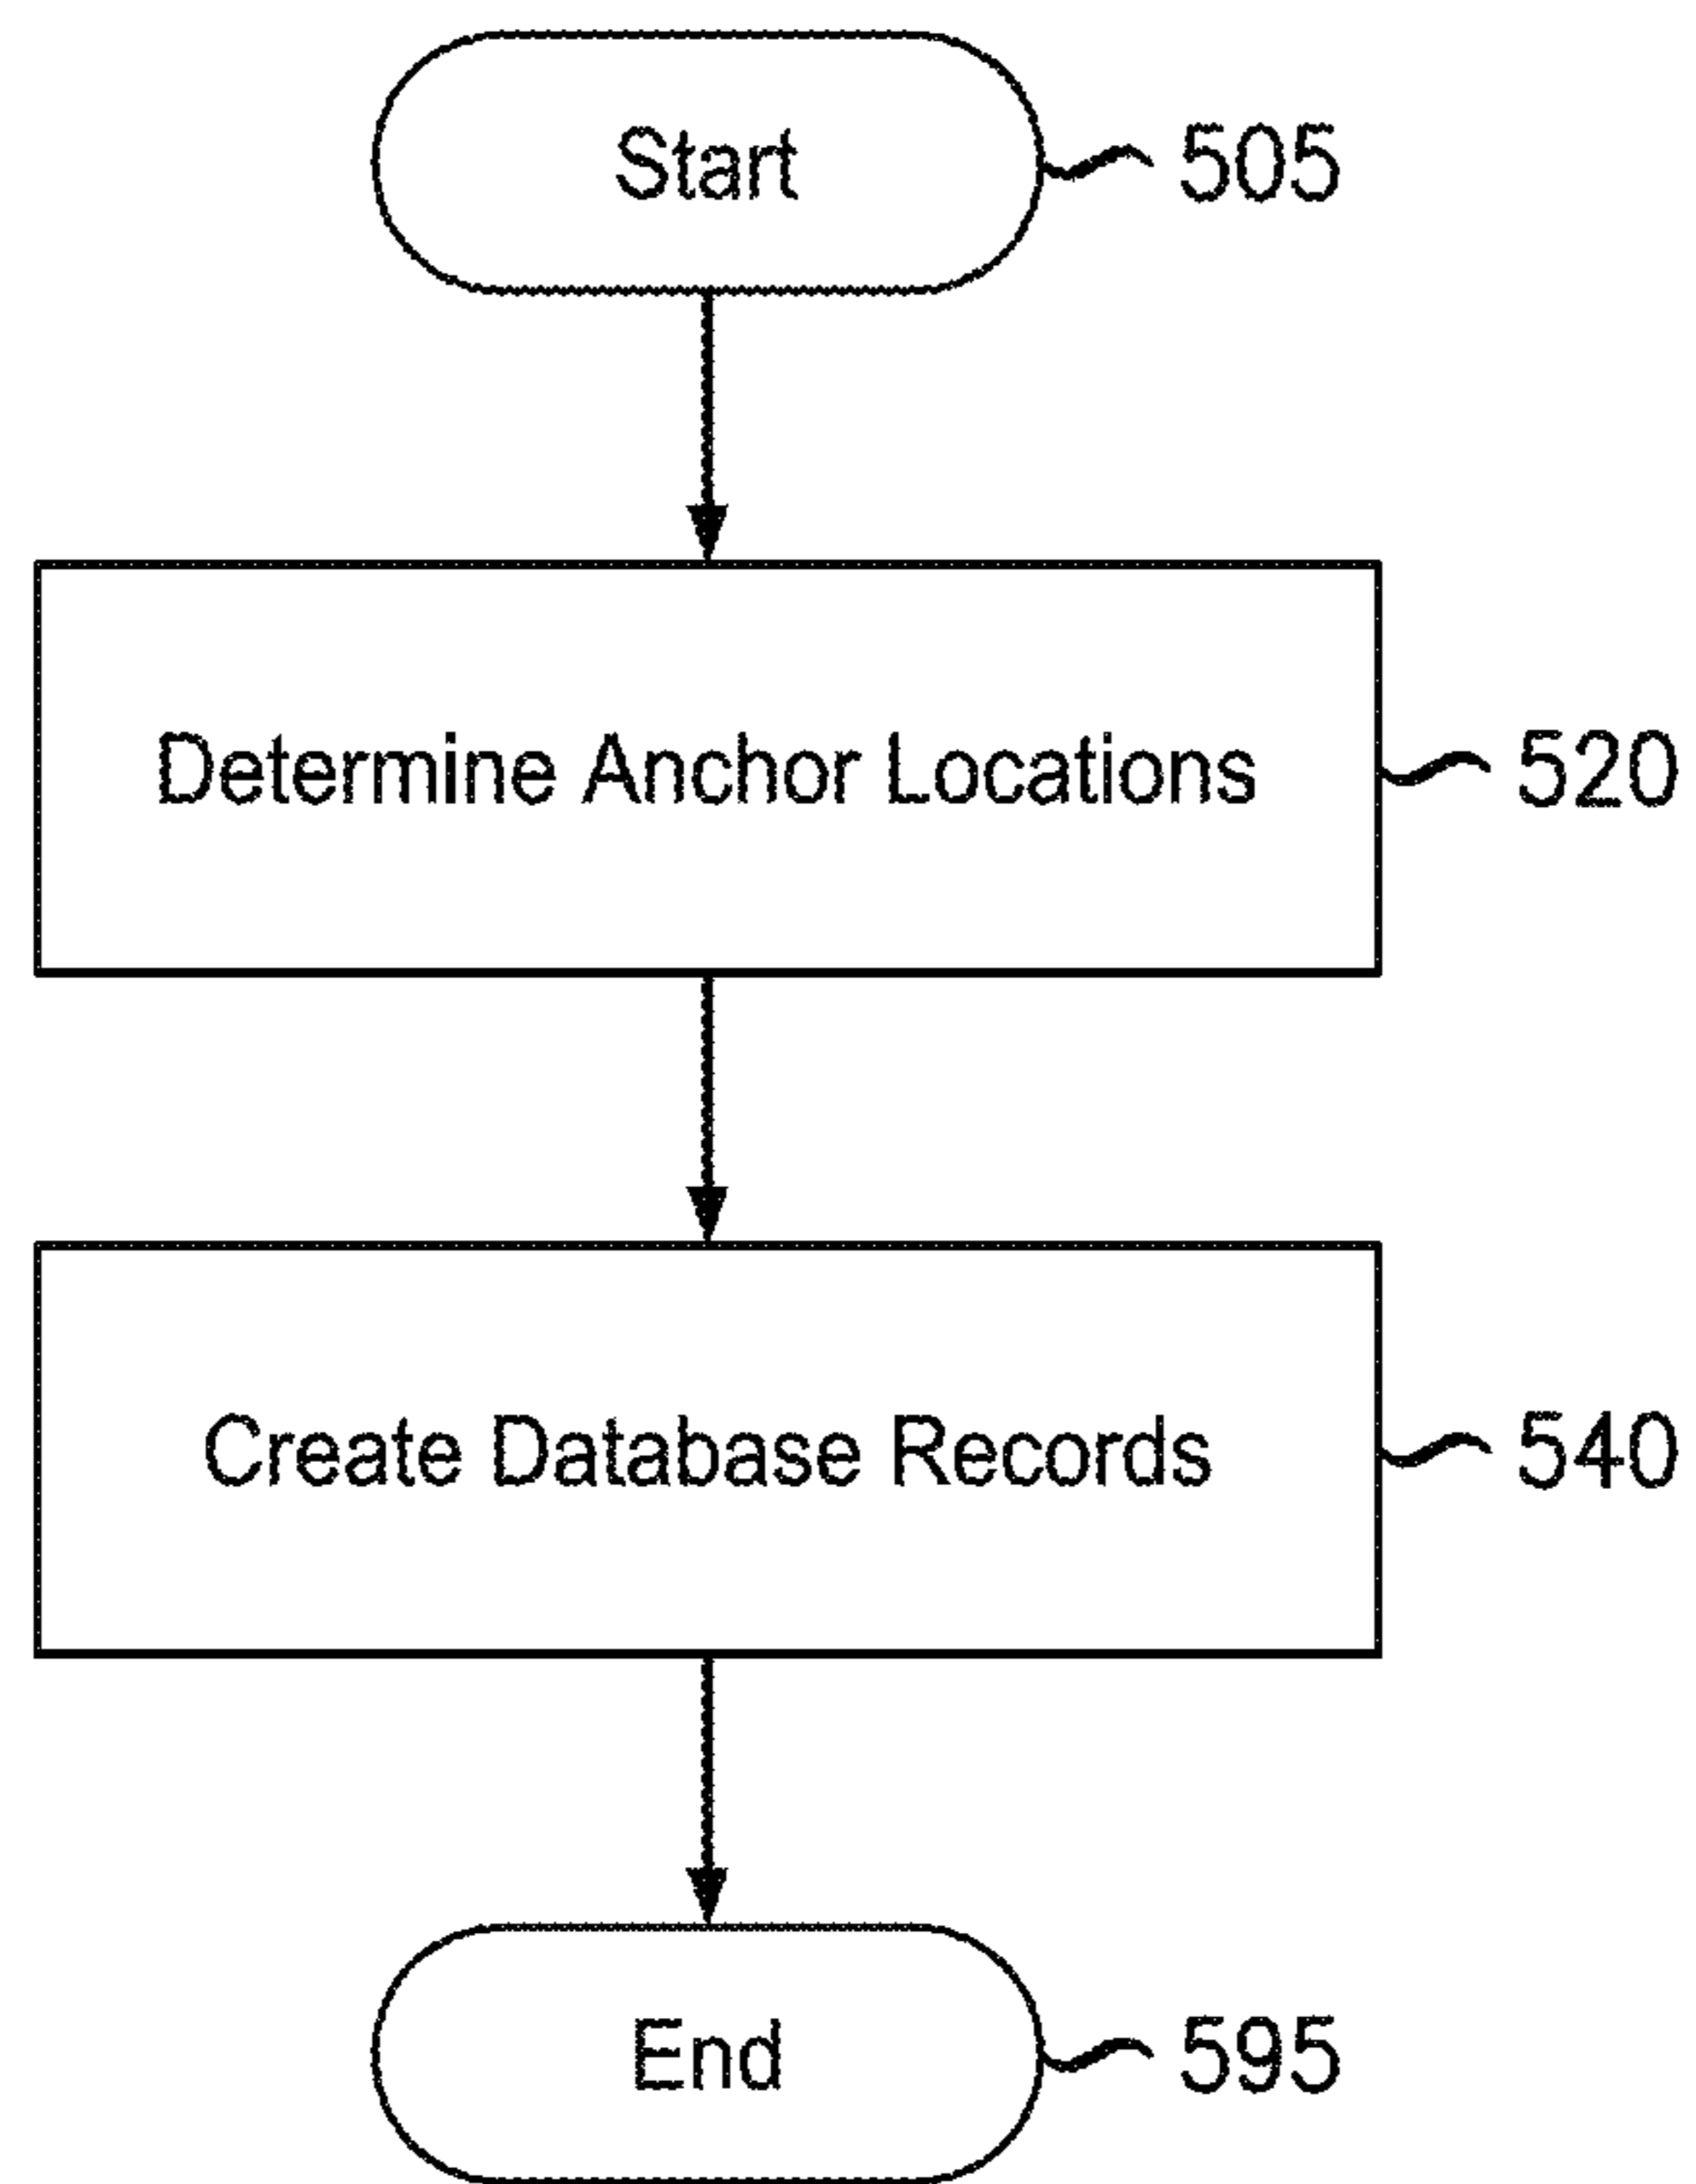 Start 505
Determine Anchor Locations 520
Create Database Records 540
End 595